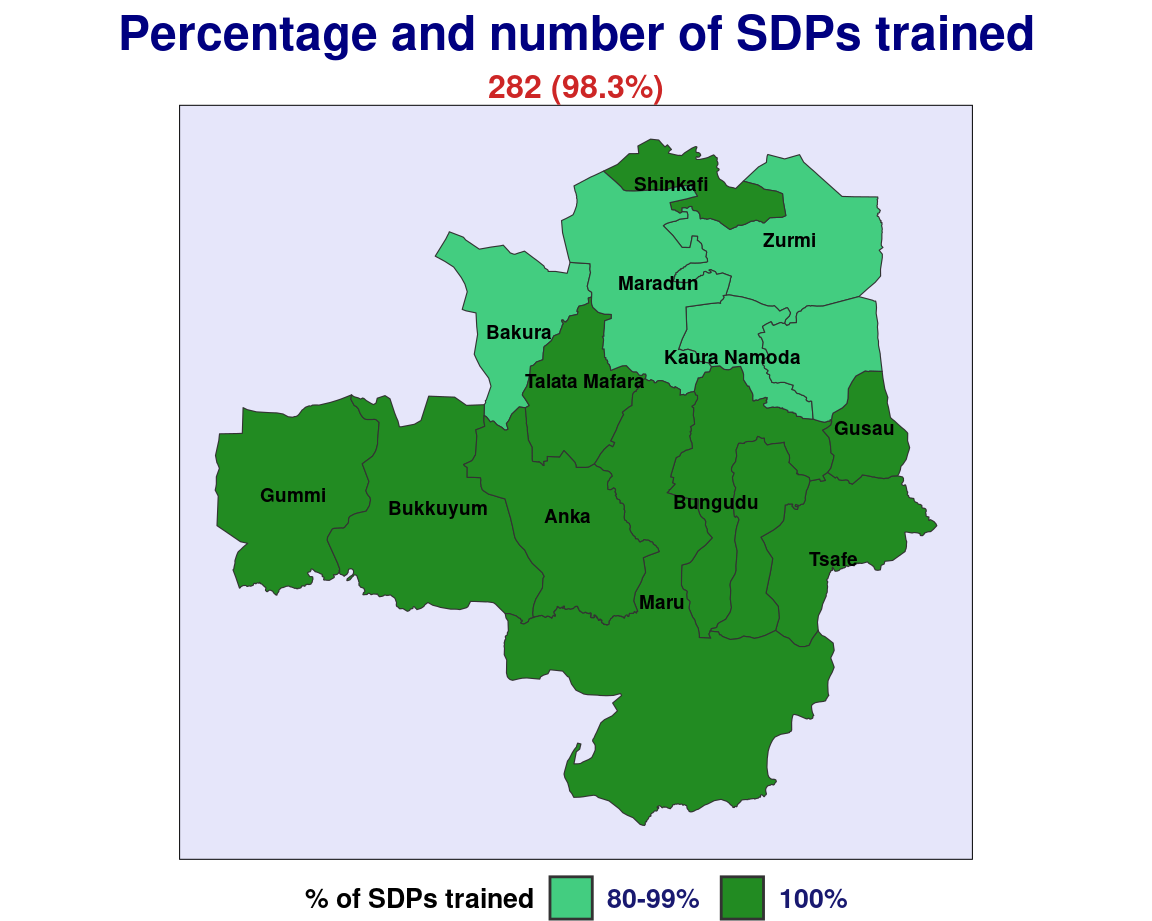 Percentage and number of SDPs trained
282 (98.3%)
Shinkafi
Zurmi
Maradun
Bakura
Kaura Namoda
Talata Mafara
Gusau
Gummi
Bukkuyum
Anka
Bungudu
Tsafe
Maru
% of SDPs trained 80-99% 100%